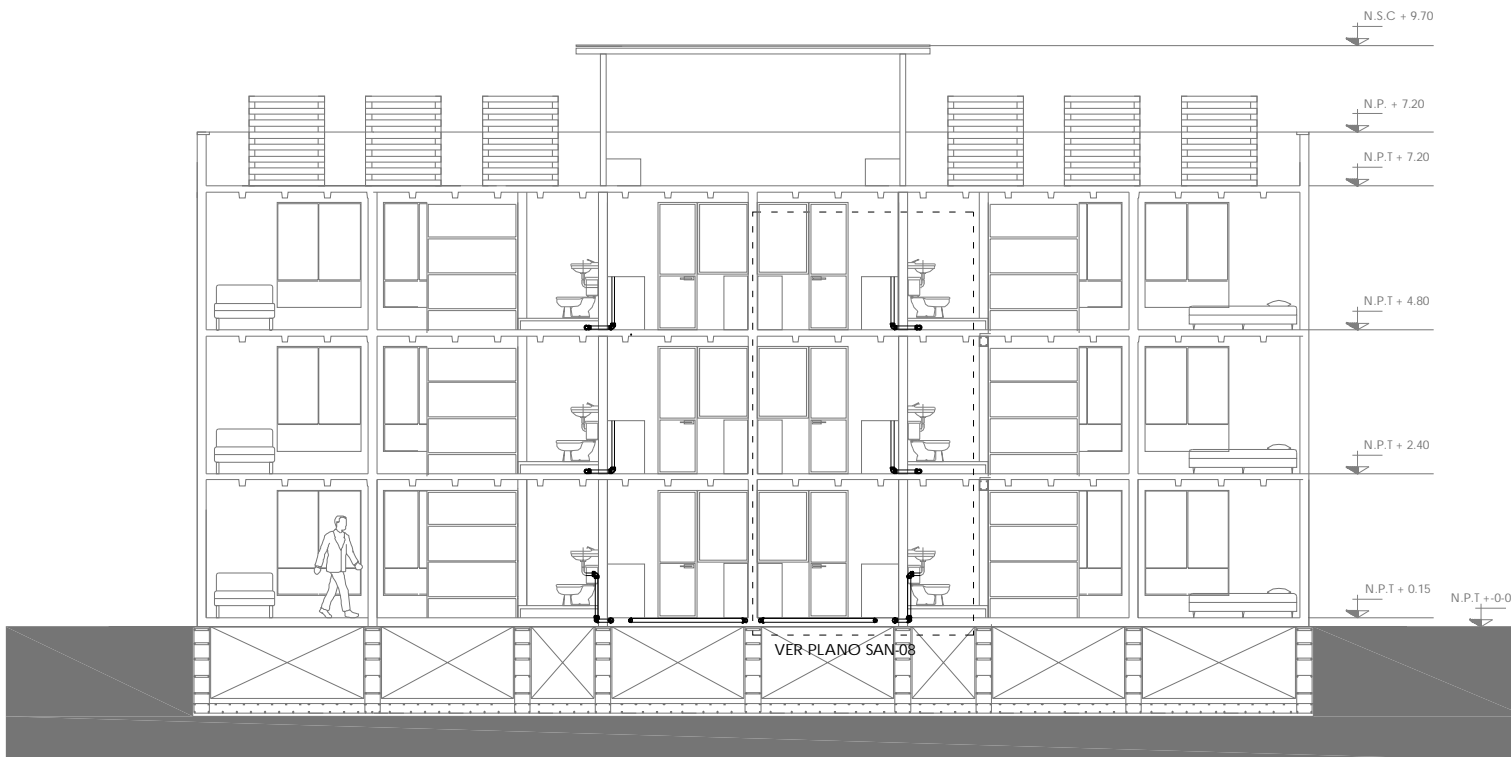 N.S.C + 9.70
N.P. + 7.20
N.P.T + 7.20
N.P.T + 4.80
N.P.T + 2.40
N.P.T + 0.15
N.P.T +-0-0
VER PLANO SAN-08